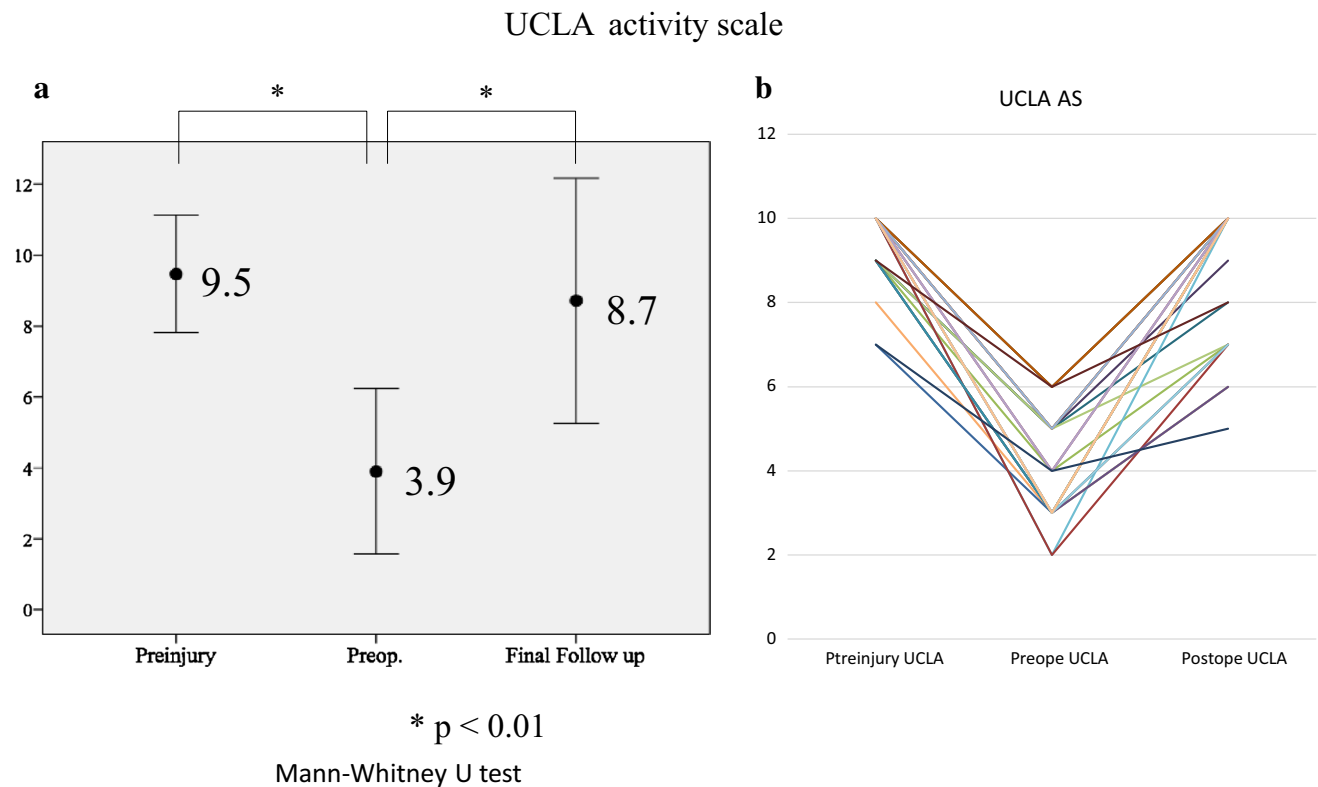 UCLA activity scale
a
*
*
12
10
8
6
4
2
0
9.5
3.9
8.7
Preinjury
Preop.
Final Follow up
* p < 0.01
Mann-Whitney U test
b
UCLA AS
12
10
8
6
4
2
0
Ptreinjury UCLA
Preope UCLA
Postope UCLA